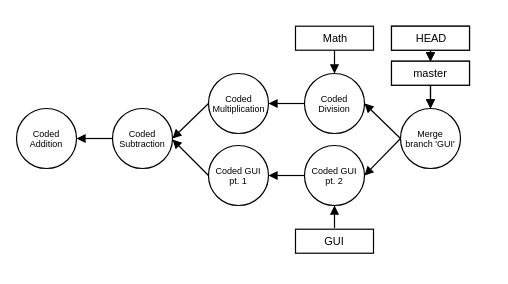 Math
HEAD
master
Coded
Multiplication
Coded
Division
Coded
Addition
Coded
Subtraction
Merge
branch 'GUI'
Coded GUI
pt. 1
Coded GUI
pt. 2
GUI